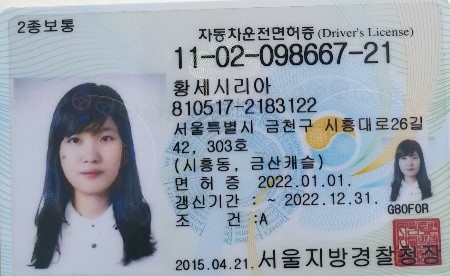 2종보통
자동차운전면허증 (Driver's License)
11-02-098667-21
황세시리아
810517-2183122
서울특별시 금천구 시흥대로26길
42, 303호
(시흥동, 금산캐슬)
면 허 증 2022.01.01.
갱신기간 : ~ 2022.12.31.
조 건 :A
G80F0R
2015.04.21. 서울지방경찰청장